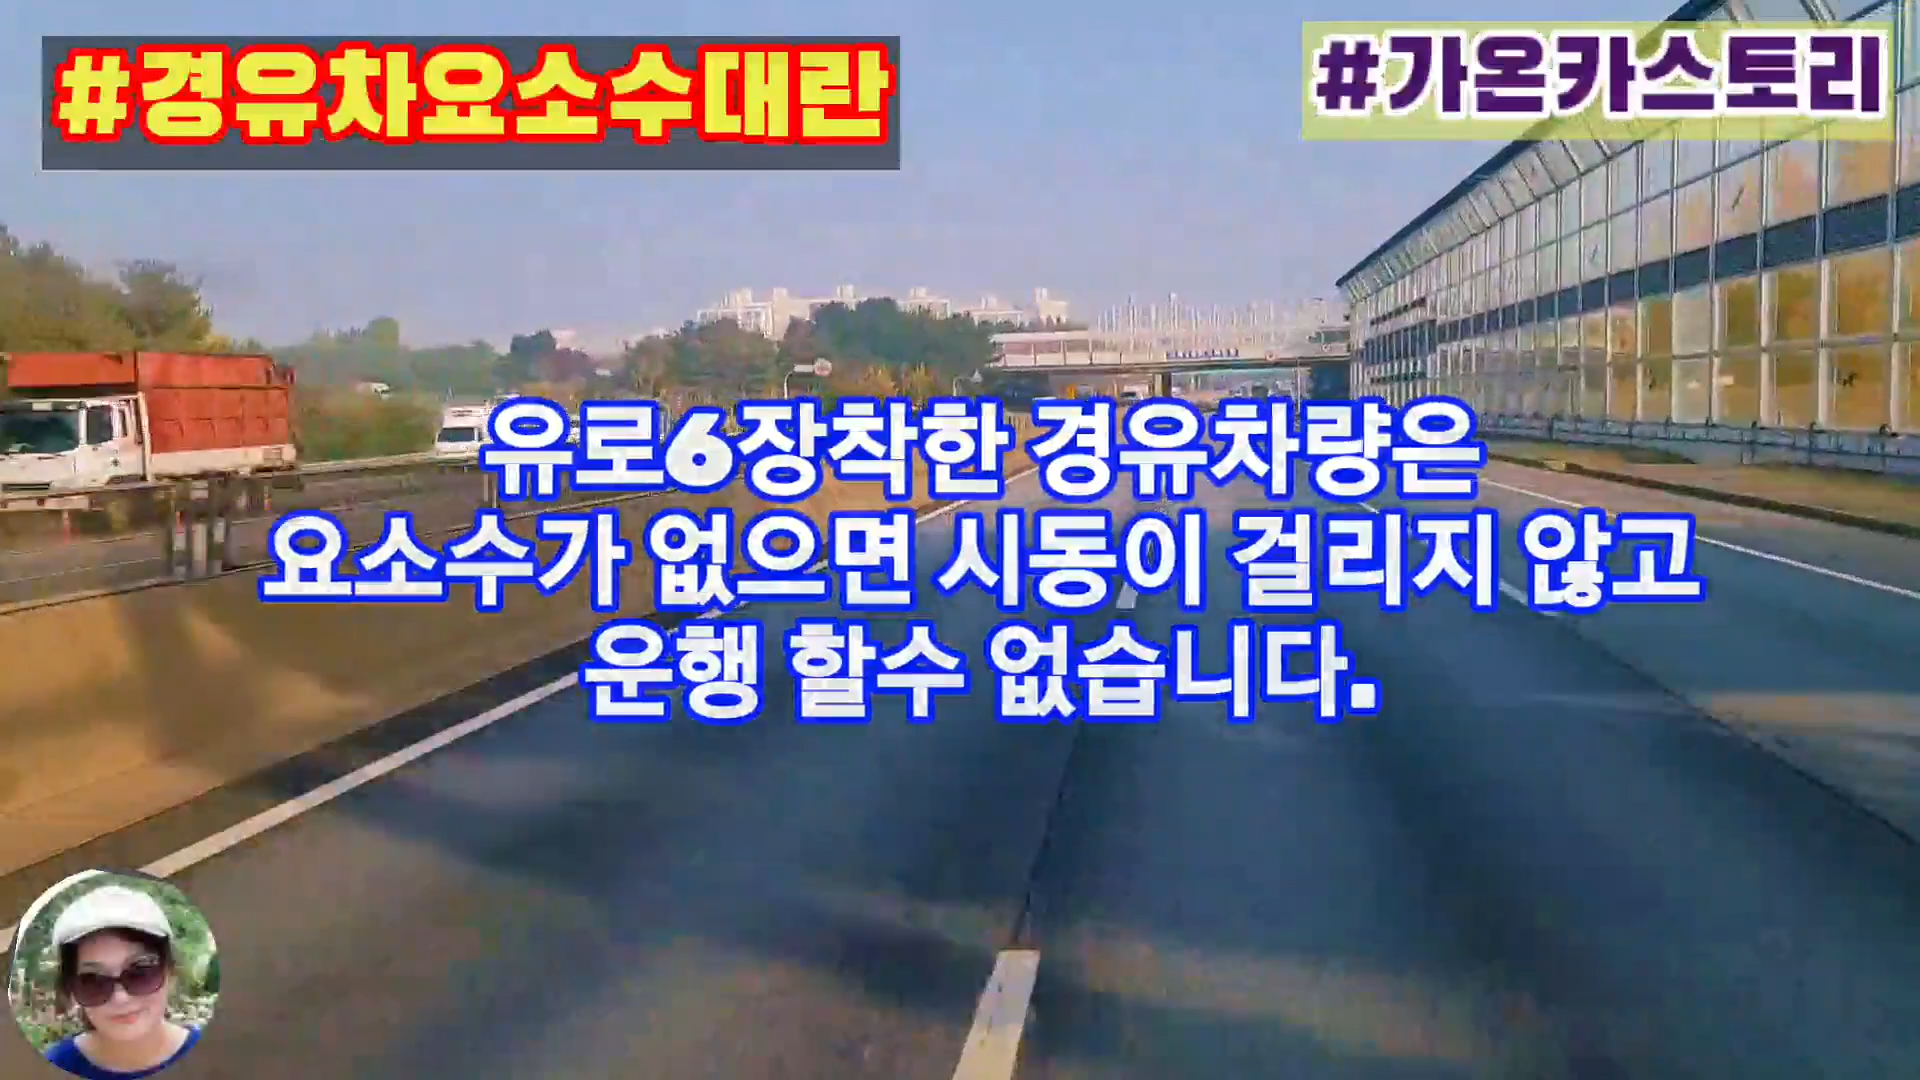 #경유차요소수대란
#가온카스토리
유로6장착한 경유차량은
요소수가 없으면 시동이 걸리지 않고
운행 할수 없습니다.